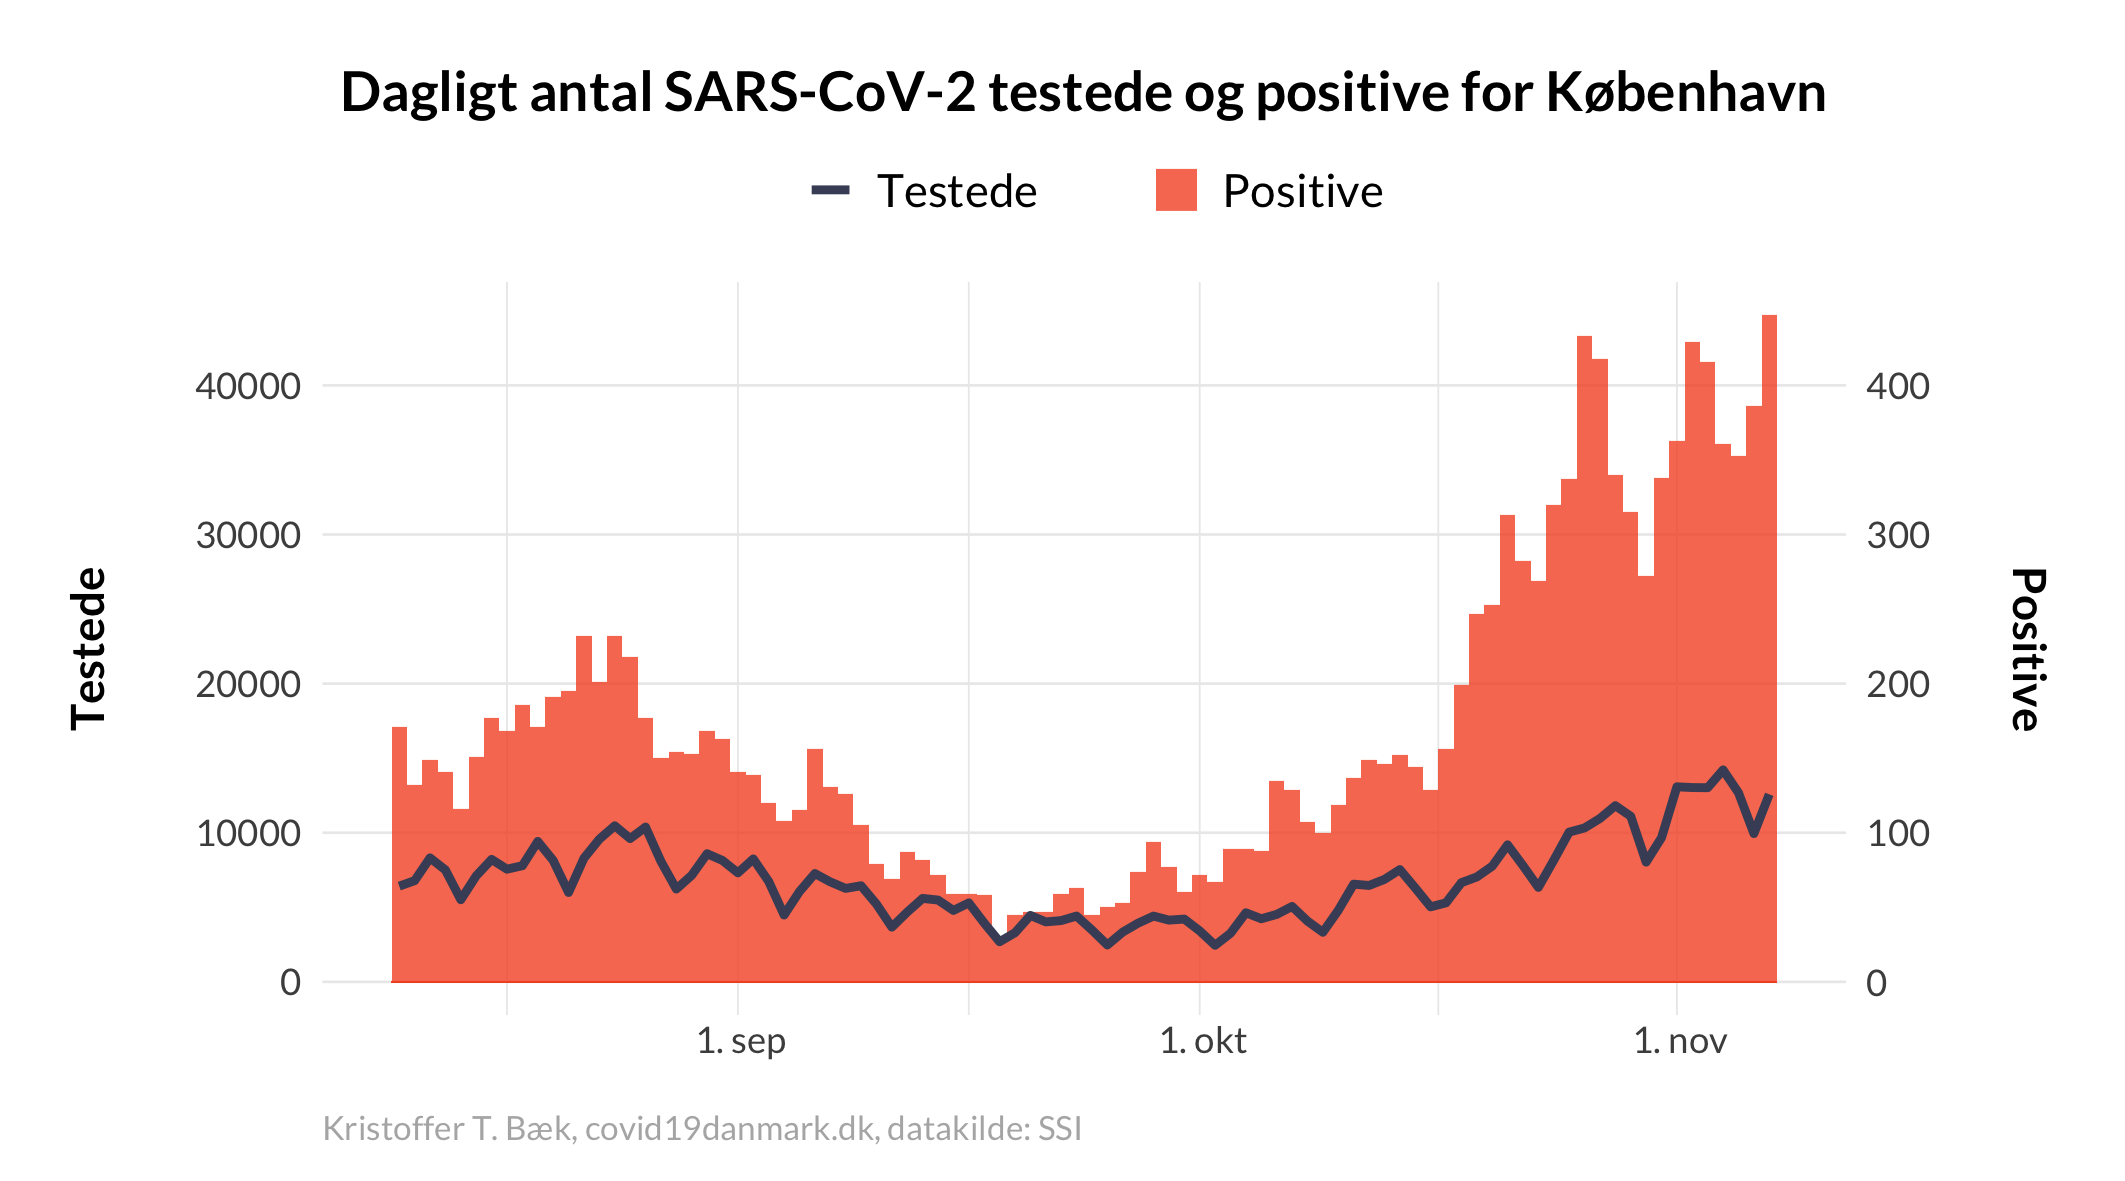 Dagligt antal SARS-CoV-2 testede og positive for København
Testede
Positive
40000
30000
20000
10000
0
Testede
400
300
200
100
0
Positive
1. sep
1. okt
1. nov
Kristoffer T. Bæk, covid19danmark.dk, datakilde: SSI